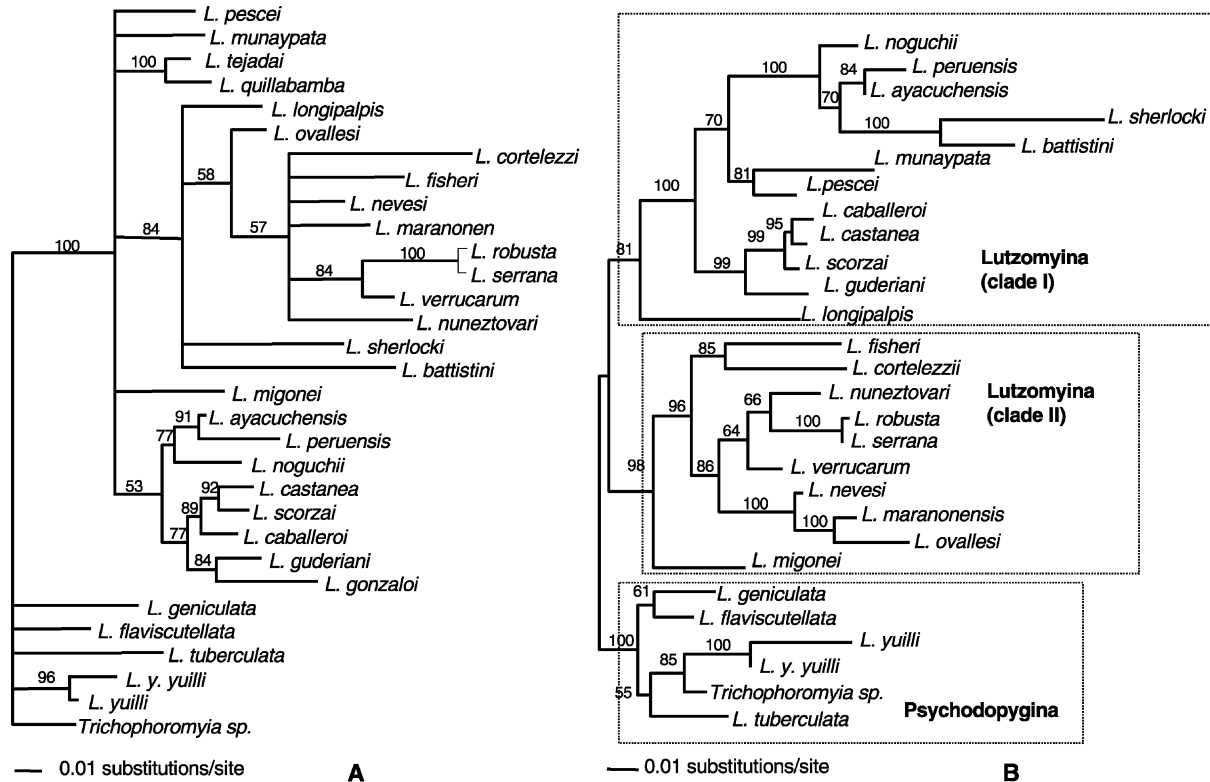 L. pescei
L. munaypata
100
L. tejadai
L. quillabamba
L. longipalpis
L. ovallesi
58
L. cortelezzi
L. fisheri
L. nevesi
84
57
L. maranonen
100
100
L. robusta
L. serrana
84
L. verrucarum
L. nuneztovari
L. sherlocki
L. battistini
L. migonei
91
L. ayacuchensis
77
L. peruensis
L. noguchii
53
92
L. castanea
89
L. scorzai
77
L. caballeroi
84
L. guderiani
L. gonzaloi
L. geniculata
L. flaviscutellata
L. tuberculata
96
L. y. yuilli
L. yuilli
Trichophoromyia sp.
0.01 substitutions/site
A
L. noguchii
100
84
L. peruensis
70
L. ayacuchensis
70
100
L. sherlocki
L. battistini
L. munaypata
81
L.pescei
100
95
L. caballeroi
99
L. castanea
99
L. scorzai
L. guderiani
81
L. longipalpis
Lutzomyina
(clade I)
85
L. fisheri
L. cortelezzii
96
66
L. nuneztovari
100
L. robusta
64
L. serrana
98
86
L. verrucarum
L. nevesi
100
L. maranonensis
100
L. ovallesi
L. migonei
Lutzomyina
(clade II)
61
L. geniculata
L. flaviscutellata
100
100
L. yuilli
85
L. y. yuilli
55
Trichophoromyia sp.
L. tuberculata
Psychodopygina
0.01 substitutions/site
B